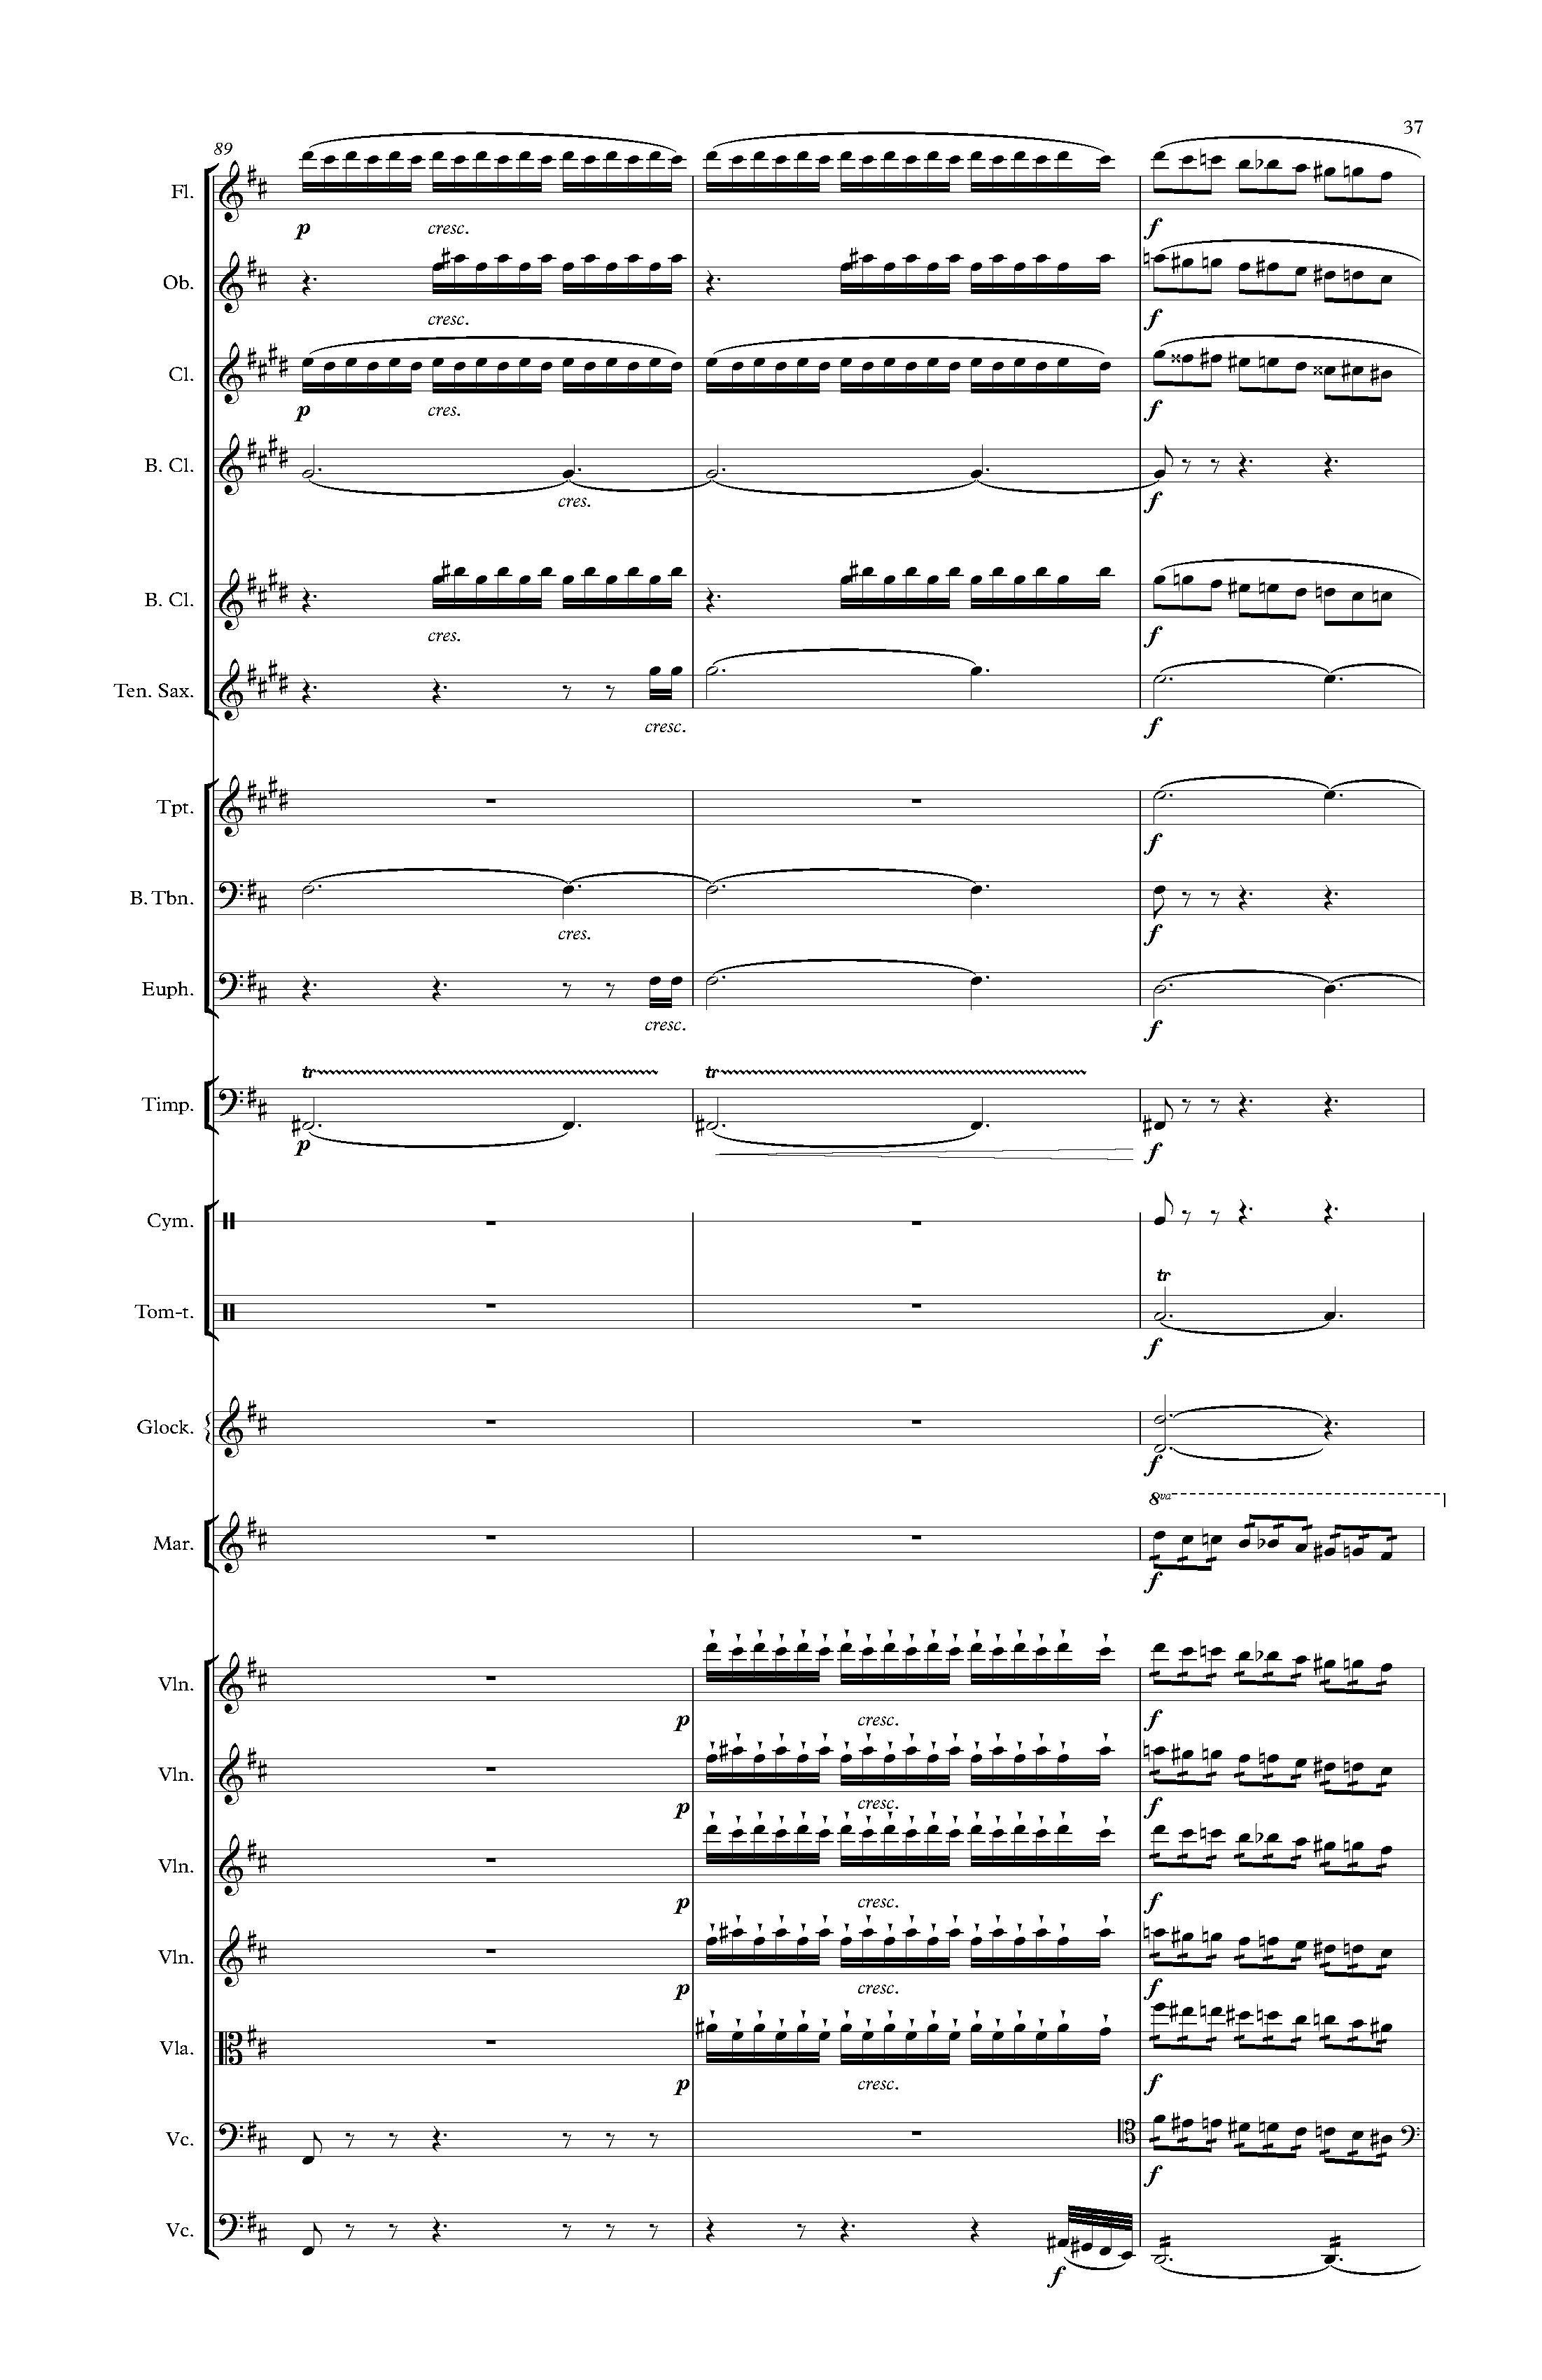 37
89
Fl.
p
cresc.
f
Ob.
cresc.
f
Cl.
p
cres.
f
B. Cl.
cres.
f
B. Cl.
cres.
f
Ten. Sax.
cresc.
f
Tpt.
f
B. Tbn.
cres.
f
Euph.
cresc.
f
tr
tr
Timp.
p
f
Cym.
tr
Tom-t.
f
Glock.
f
8va
Mar.
f
Vln.
p
cresc.
f
Vln.
p
cresc.
f
Vln.
p
cresc.
f
Vln.
p
cresc.
f
Vla.
p
cresc.
f
Vc.
f
Vc.
f